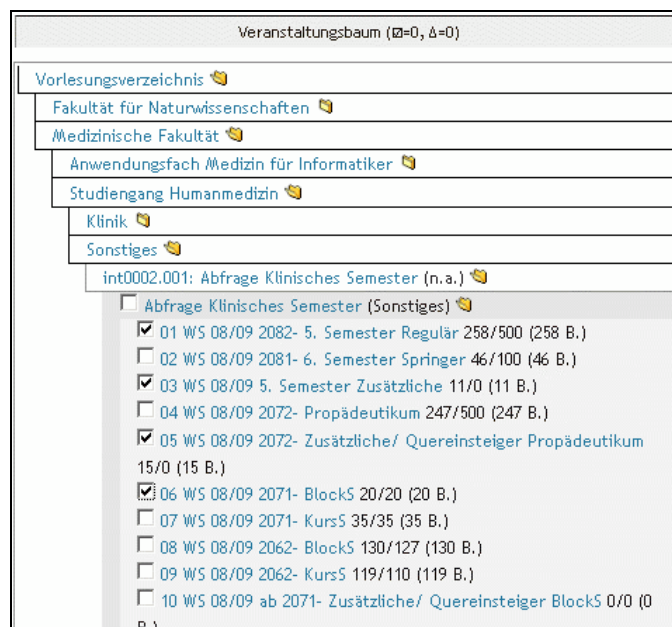 Veranstaltungsbaum (☑=0, Δ=0)
Vorlesungsverzeichnis
Fakultät für Naturwissenschaften
Medizinische Fakultät
Anwendungsfach Medizin für Informatiker
Studiengang Humanmedizin
Klinik
Sonstiges
int0002.001: Abfrage Klinisches Semester (n.a.)
Abfrage Klinisches Semester (Sonstiges)
01 WS 08/09 2082- 5. Semester Regulär 258/500 (258 B.)
02 WS 08/09 2081- 6. Semester Springer 46/100 (46 B.)
03 WS 08/09 5. Semester Zusätzliche 11/0 (11 B.)
04 WS 08/09 2072- Propädeutikum 247/500 (247 B.)
05 WS 08/09 2072- Zusätzliche/ Quereinsteiger Propädeutikum
15/0 (15 B.)
06 WS 08/09 2071- BlockS 20/20 (20 B.)
07 WS 08/09 2071- KursS 35/35 (35 B.)
08 WS 08/09 2062- BlockS 130/127 (130 B.)
09 WS 08/09 2062- KursS 119/110 (119 B.)
10 WS 08/09 ab 2071- Zusätzliche/ Quereinsteiger BlockS 0/0 (0
B.)